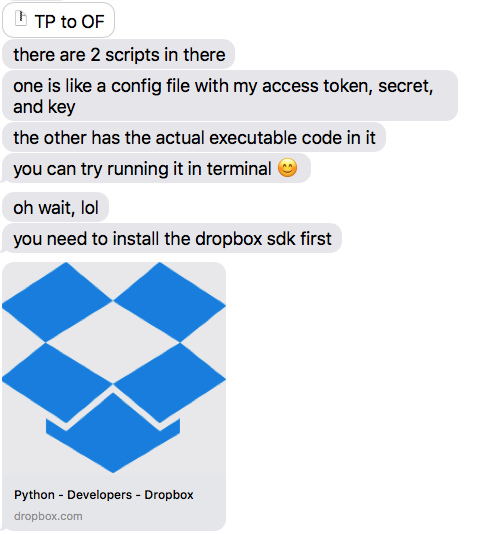 TP to OF
there are 2 scripts in there
one is like a config file with my access token, secret,
and key
the other has the actual executable code in it
you can try running it in terminal 😊
oh wait, lol
you need to install the dropbox sdk first
Python - Developers - Dropbox
dropbox.com